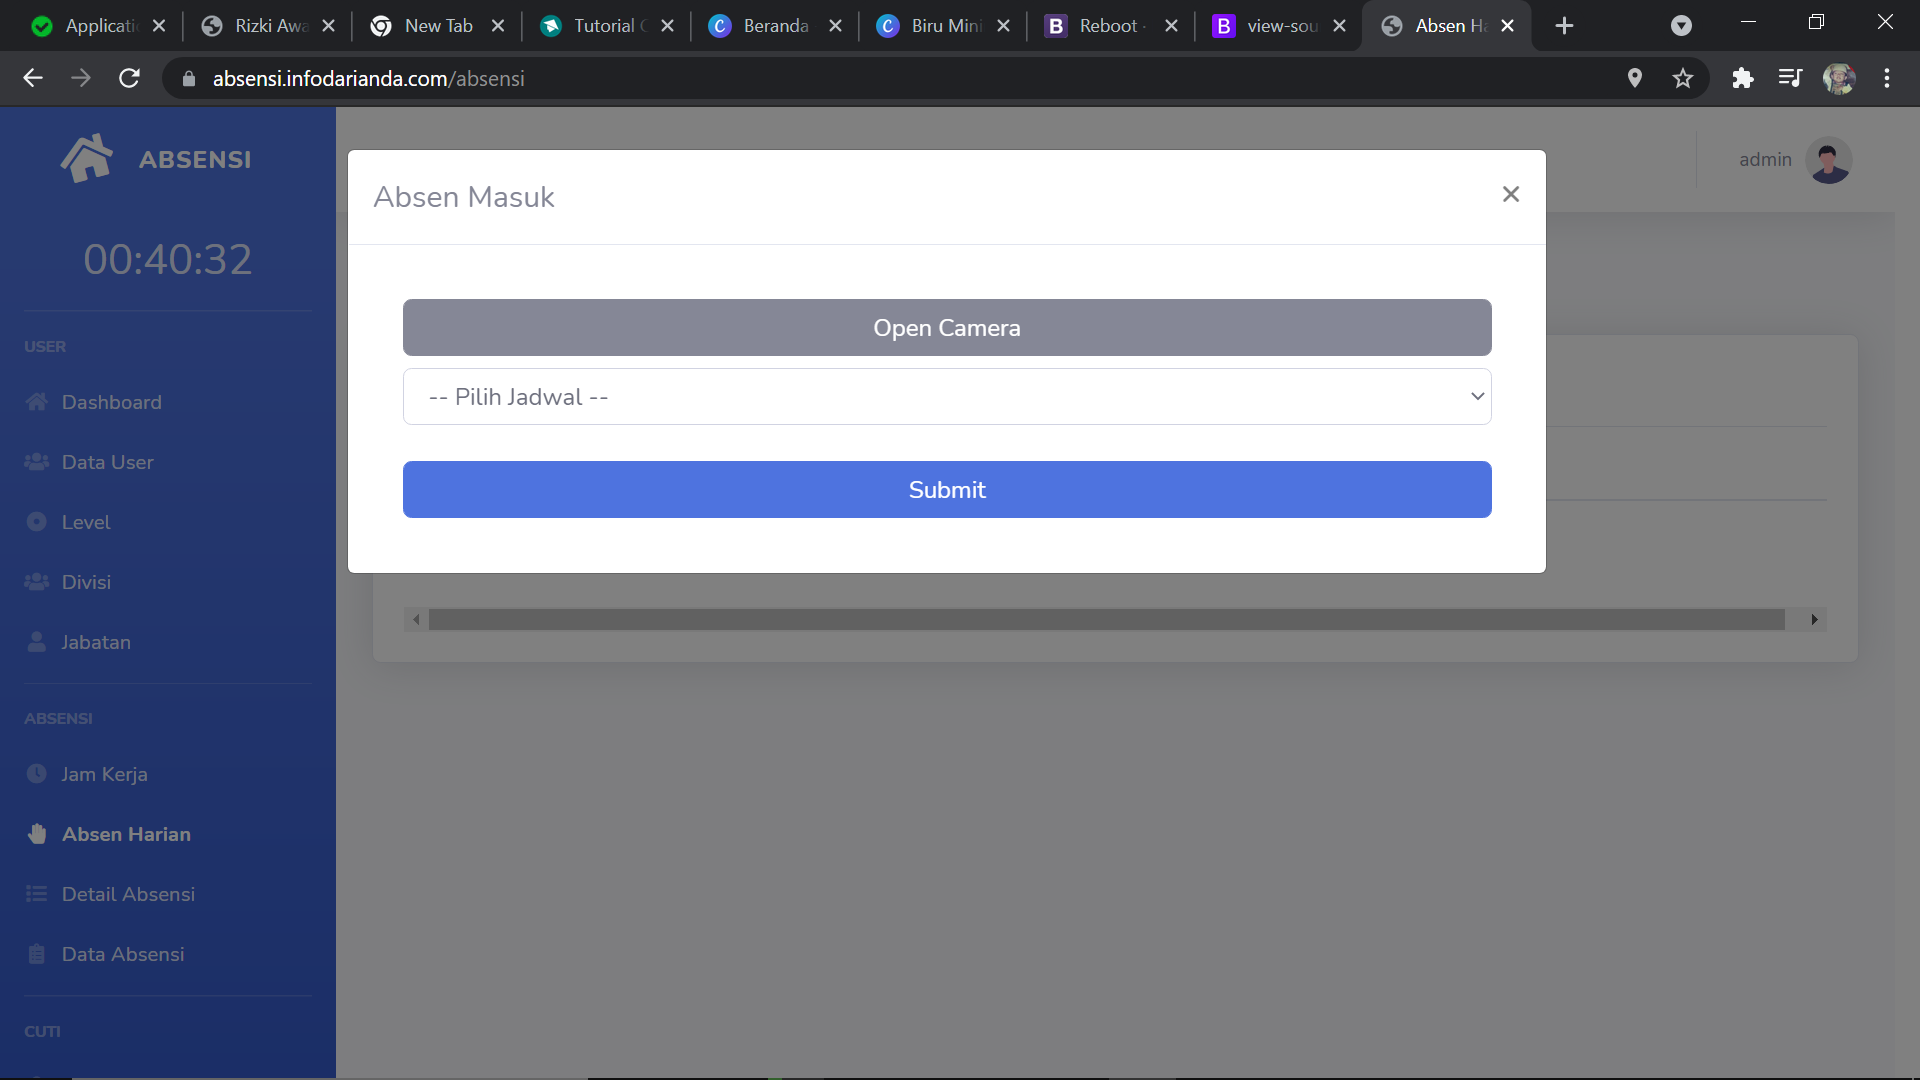 Applicati
Rizki Awa
New Tab
Tutorial
Beranda
Biru Mini
Reboot ·
view-sou
Absen Ha
absensi.infodarianda.com/absensi
ABSENSI
admin
00:40:32
Absen Masuk
Open Camera
-- Pilih Jadwal --
Submit
USER
Dashboard
Data User
Level
Divisi
Jabatan
ABSENSI
Jam Kerja
Absen Harian
Detail Absensi
Data Absensi
CUTI